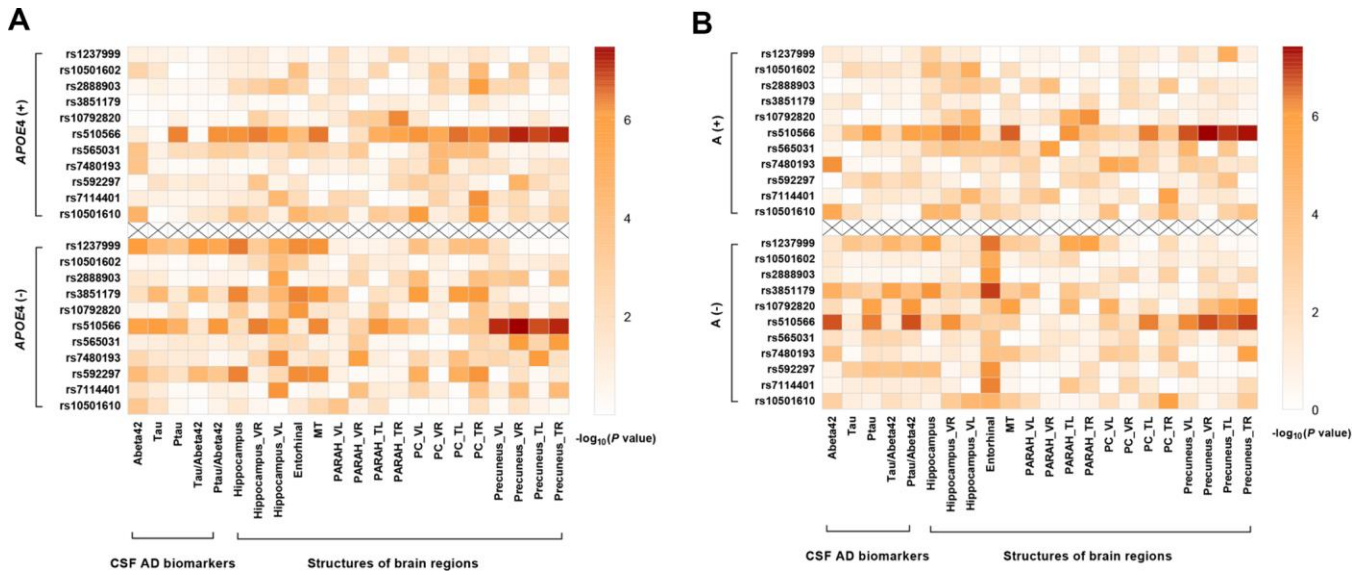 A
APOE4 (+)
rs1237999
rs10501602
rs2888903
rs3851179
rs10792820
rs510566
rs565031
rs7480193
rs592297
rs7114401
rs10501610
APOE4 (-)
rs1237999
rs10501602
rs2888903
rs3851179
rs10792820
rs510566
rs565031
rs7480193
rs592297
rs7114401
rs10501610
6
4
2
-log10(P value)
Abeta42
Tau
Ptau
Tau/Abeta42
Ptau/Abeta42
Hippocampus
Hippocampus_VR
Hippocampus_VL
Entorhinal
MT
PARAH_VL
PARAH_VR
PARAH_TL
PARAH_TR
PC_VL
PC_VR
PC_TL
PC_TR
Precuneus_VL
Precuneus_VR
Precuneus_TL
Precuneus_TR
CSF AD biomarkers
Structures of brain regions
B
A (+)
rs1237999
rs10501602
rs2888903
rs3851179
rs10792820
rs510566
rs565031
rs7480193
rs592297
rs7114401
rs10501610
A (-)
rs1237999
rs10501602
rs2888903
rs3851179
rs10792820
rs510566
rs565031
rs7480193
rs592297
rs7114401
rs10501610
6
4
2
0
-log10(P value)
Abeta42
Tau
Ptau
Tau/Abeta42
Ptau/Abeta42
Hippocampus
Hippocampus_VR
Hippocampus_VL
Entorhinal
MT
PARAH_VL
PARAH_VR
PARAH_TL
PARAH_TR
PC_VL
PC_VR
PC_TL
PC_TR
Precuneus_VL
Precuneus_VR
Precuneus_TL
Precuneus_TR
CSF AD biomarkers
Structures of brain regions